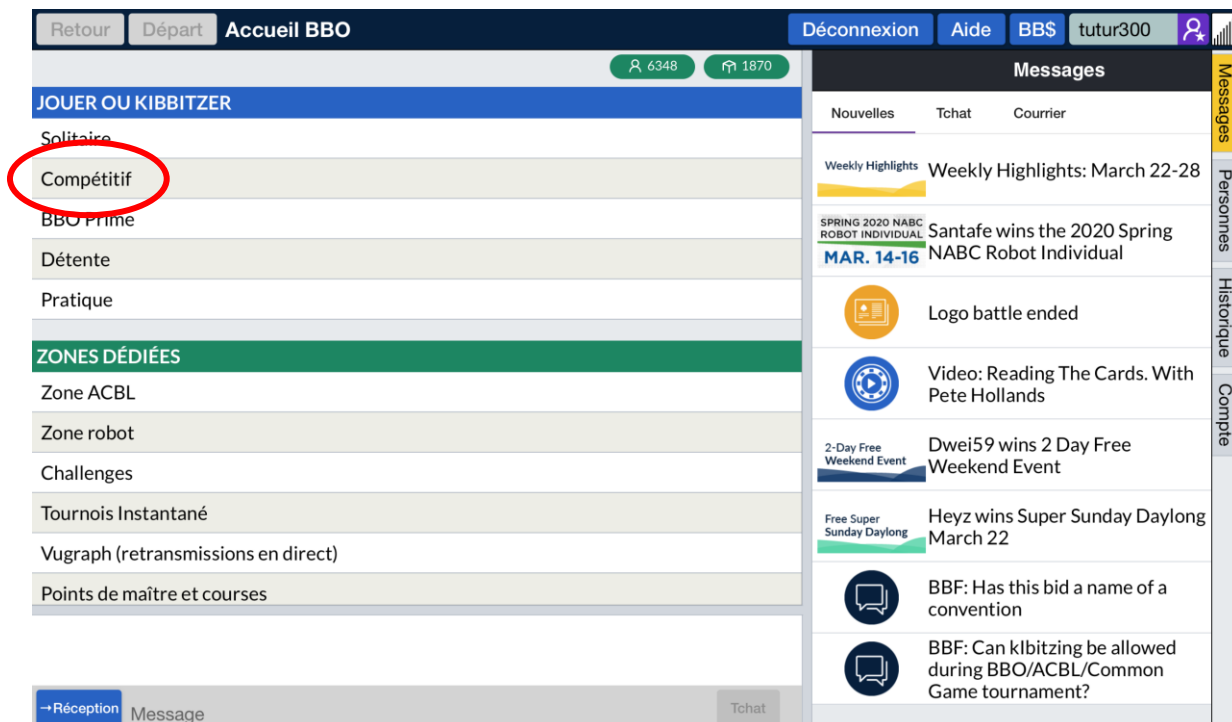 Retour Départ Accueil BBO Déconnexion Aide BB$ tutur300
6348 1870
JOUER OU KIBBITZER
Solitaire
Compétitif
BBO Prime
Détente
Pratique
ZONES DÉDIÉES
Zone ACBL
Zone robot
Challenges
Tournois Instantané
Vugraph (retransmissions en direct)
Points de maître et courses
→Réception Message Tchat
Messages
Nouvelles Tchat Courrier
Weekly Highlights Weekly Highlights: March 22-28
SPRING 2020 NABC
ROBOT INDIVIDUAL
MAR. 14-16
Santafe wins the 2020 Spring
NABC Robot Individual
Logo battle ended
Video: Reading The Cards. With
Pete Hollands
2-Day Free
Weekend Event
Dwei59 wins 2 Day Free
Weekend Event
Free Super
Sunday Daylong
Heyz wins Super Sunday Daylong
March 22
BBF: Has this bid a name of a
convention
BBF: Can kIbitzing be allowed
during BBO/ACBL/Common
Game tournament?
Messages
Personnes
Historique
Compte